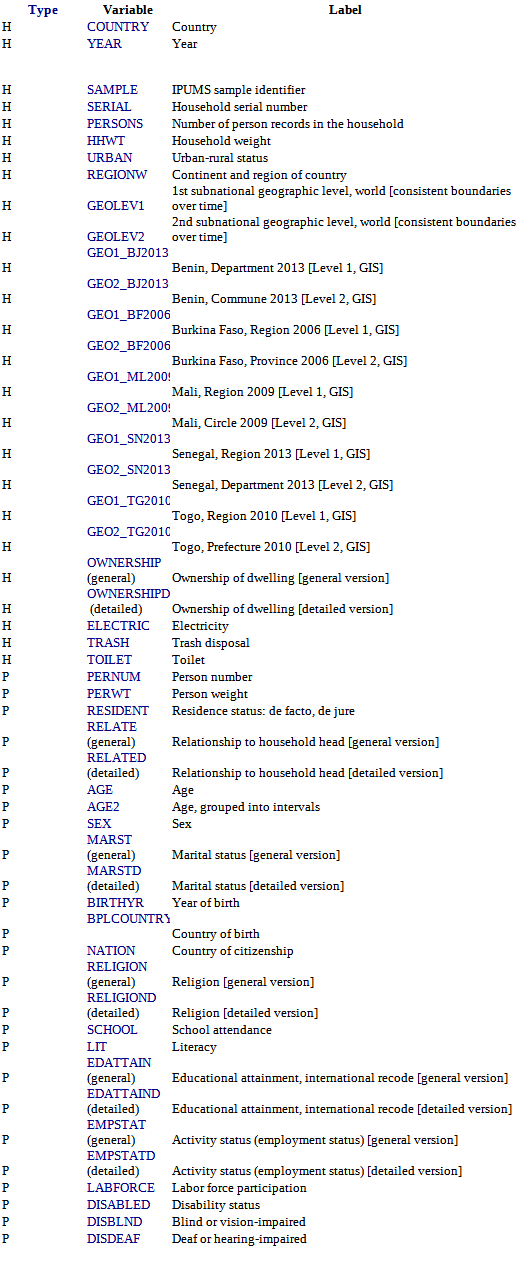 Type Variable Label
H COUNTRY Country
H YEAR Year
H SAMPLE IPUMS sample identifier
H SERIAL Household serial number
H PERSONS Number of person records in the household
H HHWT Household weight
H URBAN Urban-rural status
H REGIONW Continent and region of country
1st subnational geographic level, world [consistent boundaries
H GEOLEV1 over time]
2nd subnational geographic level, world [consistent boundaries
H GEOLEV2 over time]
GEO1_BJ2013
H Benin, Department 2013 [Level 1, GIS]
GEO2_BJ2013
H Benin, Commune 2013 [Level 2, GIS]
GEO1_BF2006
H Burkina Faso, Region 2006 [Level 1, GIS]
GEO2_BF2006
H Burkina Faso, Province 2006 [Level 2, GIS]
GEO1_ML2009
H Mali, Region 2009 [Level 1, GIS]
GEO2_ML2009
H Mali, Circle 2009 [Level 2, GIS]
GEO1_SN2013
H Senegal, Region 2013 [Level 1, GIS]
GEO2_SN2013
H Senegal, Department 2013 [Level 2, GIS]
GEO1_TG2010
H Togo, Region 2010 [Level 1, GIS]
GEO2_TG2010
H Togo, Prefecture 2010 [Level 2, GIS]
OWNERSHIP
H (general) Ownership of dwelling [general version]
OWNERSHIPD
H (detailed) Ownership of dwelling [detailed version]
H ELECTRIC Electricity
H TRASH Trash disposal
H TOILET Toilet
P PERNUM Person number
P PERWT Person weight
P RESIDENT Residence status: de facto, de jure
RELATE
P (general) Relationship to household head [general version]
RELATED
P (detailed) Relationship to household head [detailed version]
P AGE Age
P AGE2 Age, grouped into intervals
P SEX Sex
MARST
P (general) Marital status [general version]
MARSTD
P (detailed) Marital status [detailed version]
P BIRTHYR Year of birth
BPLCOUNTRY
P Country of birth
P NATION Country of citizenship
RELIGION
P (general) Religion [general version]
RELIGIOND
P (detailed) Religion [detailed version]
P SCHOOL School attendance
P LIT Literacy
EDATTAIN
P (general) Educational attainment, international recode [general version]
EDATTAIND
P (detailed) Educational attainment, international recode [detailed version]
EMPSTAT
P (general) Activity status (employment status) [general version]
EMPSTATD
P (detailed) Activity status (employment status) [detailed version]
P LABFORCE Labor force participation
P DISABLED Disability status
P DISBLND Blind or vision-impaired
P DISDEAF Deaf or hearing-impaired